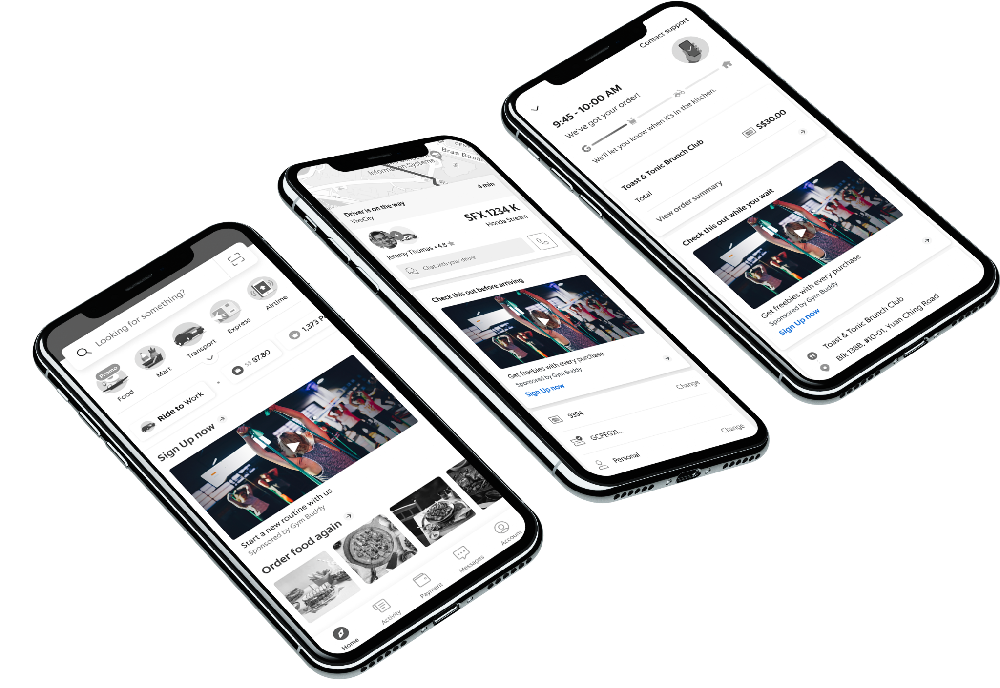 Looking for something?
Promo
Food
Mart
Transport
Express
Airtime
Ride to Work
S$ 87.80
1,373
Sign Up now
Start a new routine with us
Sponsored by Gym Buddy
Order food again
Home
Activity
Payment
Messages
Account
Information Systems
Bras Basa
CEN
Driver is on the way
4 min
VivoCity
SFX 1234 K
Honda Stream
Jeremy Thomas • 4.8
Chat with your driver
Check this out before arriving
Get freebies with every purchase
Sponsored by Gym Buddy
Sign Up now
9394
Change
GCPEG21...
Personal
Change
Contact support
9:45 - 10:00 AM
We've got your order!
We'll let you know when it's in the kitchen.
Toast & Tonic Brunch Club
Total
S$30.00
View order summary
Check this out while you wait
Get freebies with every purchase
Sponsored by Gym Buddy
Sign Up now
Toast & Tonic Brunch Club
Blk 138B, #10-01, Yuan Ching Road